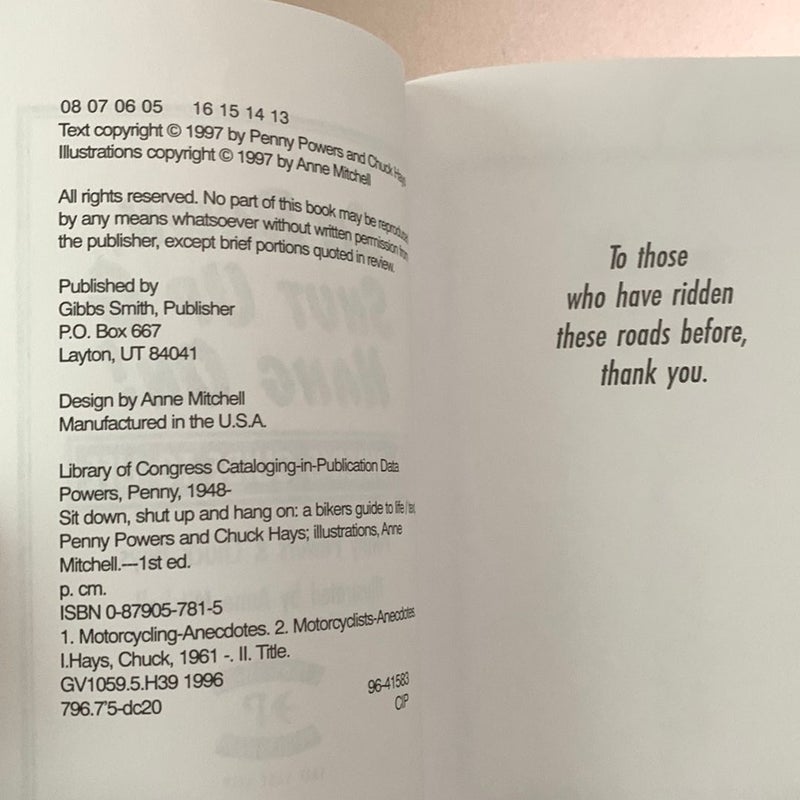 08 07 06 05 16 15 14 13
Text copyright © 1997 by Penny Powers and Chuck Hays
Illustrations copyright © 1997 by Anne Mitchell
All rights reserved. No part of this book may be reproduced
by any means whatsoever without written permission from
the publisher, except brief portions quoted in review.
Published by
Gibbs Smith, Publisher
P.O. Box 667
Layton, UT 84041
Design by Anne Mitchell
Manufactured in the U.S.A.
Library of Congress Cataloging-in-Publication Data
Powers, Penny, 1948-
Sit down, shut up and hang on: a bikers guide to life /
Penny Powers and Chuck Hays; illustrations, Anne
Mitchell.—1st ed.
p. cm.
ISBN 0-87905-781-5
1. Motorcycling-Anecdotes. 2. Motorcyclists-Anecdotes
I.Hays, Chuck, 1961 -. II. Title.
GV1059.5.H39 1996
796.7'5-dc20
96-41583
CIP
To those
who have ridden
these roads before,
thank you.